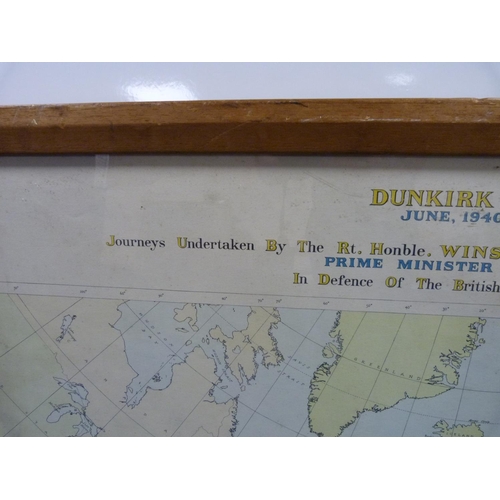 DUNKIRK
JUNE, 1940
Journeys Undertaken By The Rt. Honble. WINS
PRIME MINISTER
In Defence Of The British